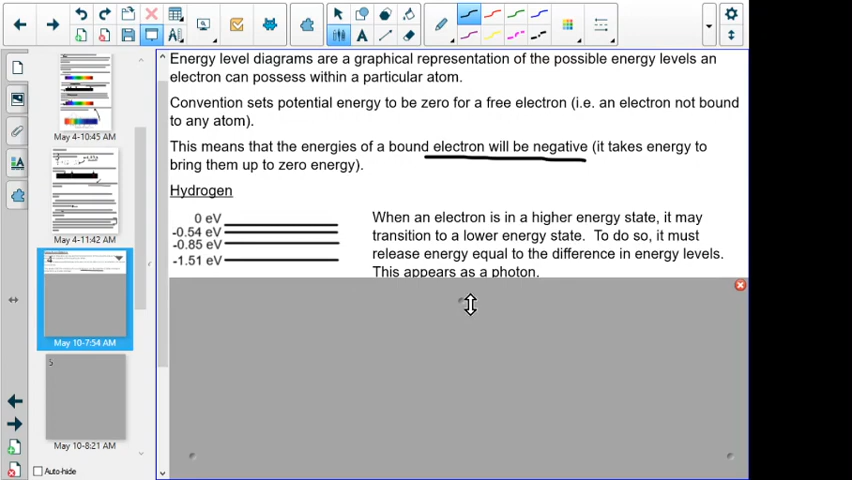 Energy level diagrams are a graphical representation of the possible energy levels an
electron can possess within a particular atom.
Convention sets potential energy to be zero for a free electron (i.e. an electron not bound
to any atom).
This means that the energies of a bound electron will be negative (it takes energy to
bring them up to zero energy).
Hydrogen
0 eV
-0.54 eV
-0.85 eV
-1.51 eV
When an electron is in a higher energy state, it may
transition to a lower energy state. To do so, it must
release energy equal to the difference in energy levels.
This appears as a photon.
May 4-10:45 AM
May 4-11:42 AM
May 10-7:54 AM
May 10-8:21 AM
Auto-hide